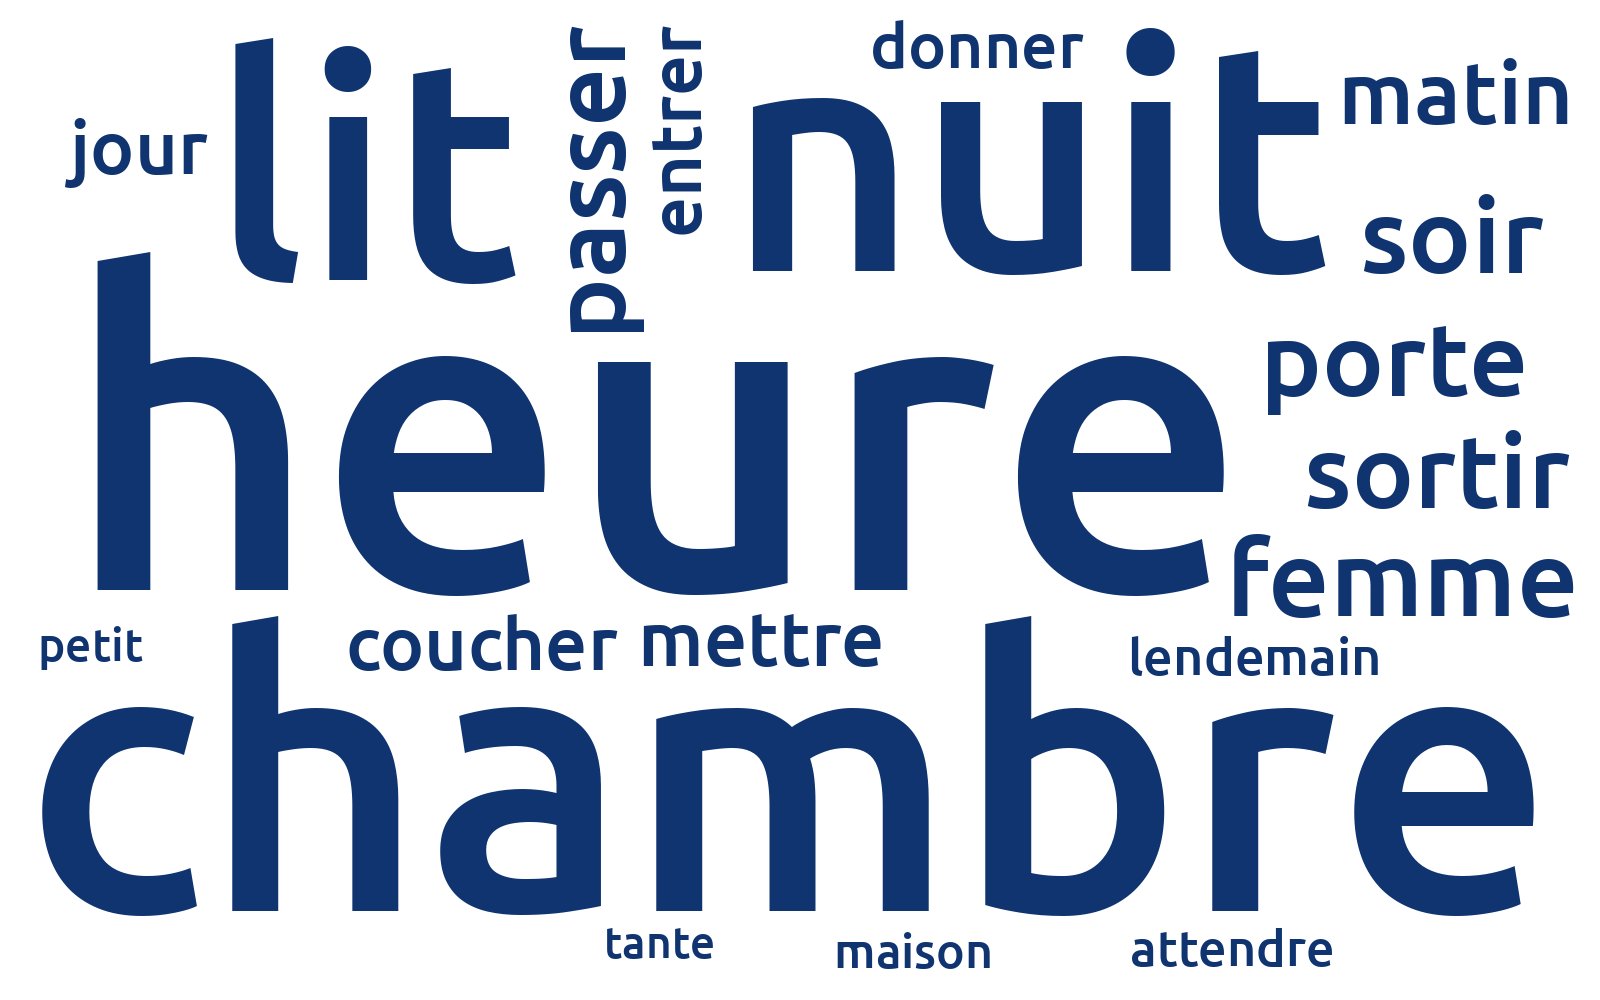 donner
lit
nuit
passer
entrer
matin
jour
soir
heure
porte
sortir
femme
petit
coucher
mettre
lendemain
chambre
tante
maison
attendre